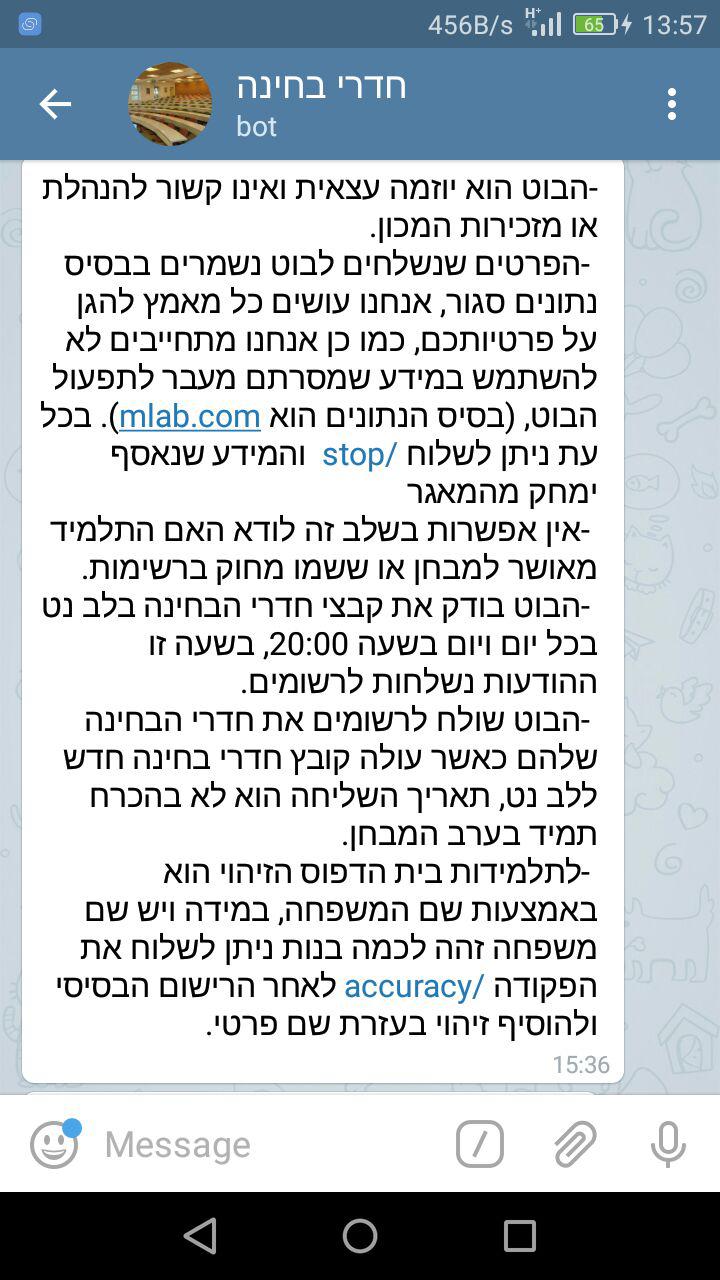 456B/s H+ 65 13:57
חדרי בחינה
bot
-הבוט הוא יוזמה עצאית ואינו קשור להנהלת
או מזכירות המכון.
-הפרטים שנשלחים לבוט נשמרים בבסיס
נתונים סגור, אנחנו עושים כל מאמץ להגן
על פרטיותכם, כמו כן אנחנו מתחייבים לא
להשתמש במידע שמסרתם מעבר לתפעול
הבוט, (בסיס הנתונים הוא mlab.com). בכל
עת ניתן לשלוח /stop והמידע שנאסף
ימחק מהמאגר
-אין אפשרות בשלב זה לודא האם התלמיד
מאושר למבחן או ששמו מחוק ברשימות.
-הבוט בודק את קבצי חדרי הבחינה בלב נט
בכל יום ויום בשעה 20:00, בשעה זו
ההודעות נשלחות לרשומים.
-הבוט שולח לרשומים את חדרי הבחינה
שלהם כאשר עולה קובץ חדרי בחינה חדש
ללב נט, תאריך השליחה הוא לא בהכרח
תמיד בערב המבחן.
-לתלמידות בית הדפוס הזיהוי הוא
באמצעות שם המשפחה, במידה ויש שם
משפחה זהה לכמה בנות ניתן לשלוח את
הפקודה /accuracy לאחר הרישום הבסיסי
ולהוסיף זיהוי בעזרת שם פרטי.
15:36
Message